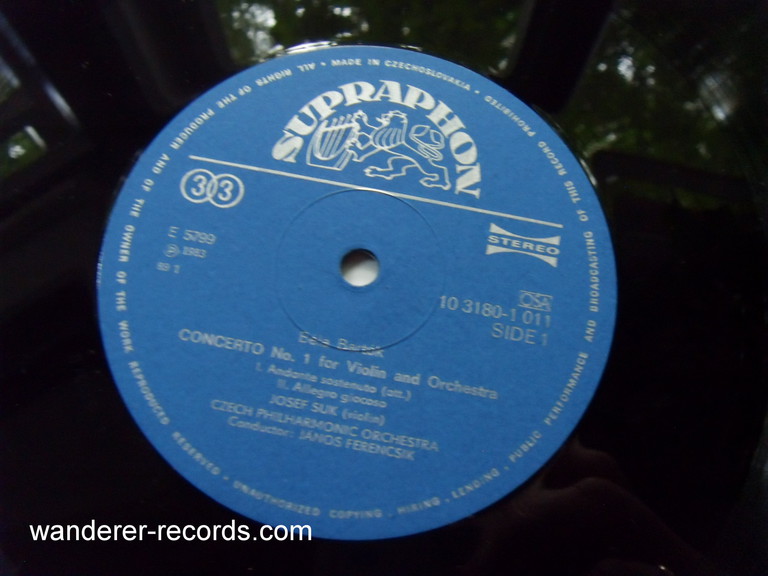 ALL RIGHTS OF THE PRODUCER AND OF THE OWNER OF THE WORK REPRODUCED RESERVED • UNAUTHORIZED COPYING, HIRING, LENDING, PUBLIC PERFORMANCE AND BROADCASTING OF THIS RECORD PROHIBITED • MADE IN CZECHOSLOVAKIA •
SUPRAPHON
33
STEREO
E 5799
℗ 1983
OSA
10 3180-1 011
SIDE 1
Béla Bartók
CONCERTO No. 1 for Violin and Orchestra
I. Andante sostenuto (att.)
II. Allegro giocoso
JOSEF SUK (violin)
CZECH PHILHARMONIC ORCHESTRA
Conductor: JÁNOS FERENCSIK
wanderer-records.com